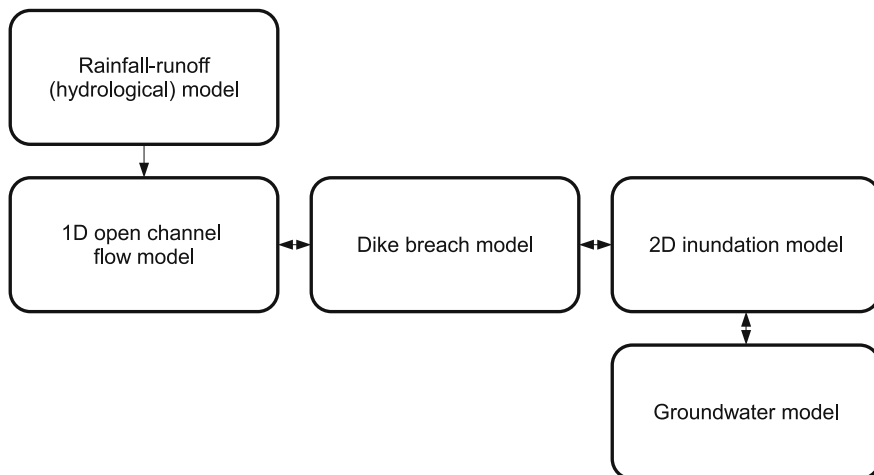 Rainfall-runoff
(hydrological) model
1D open channel
flow model
Dike breach model
2D inundation model
Groundwater model